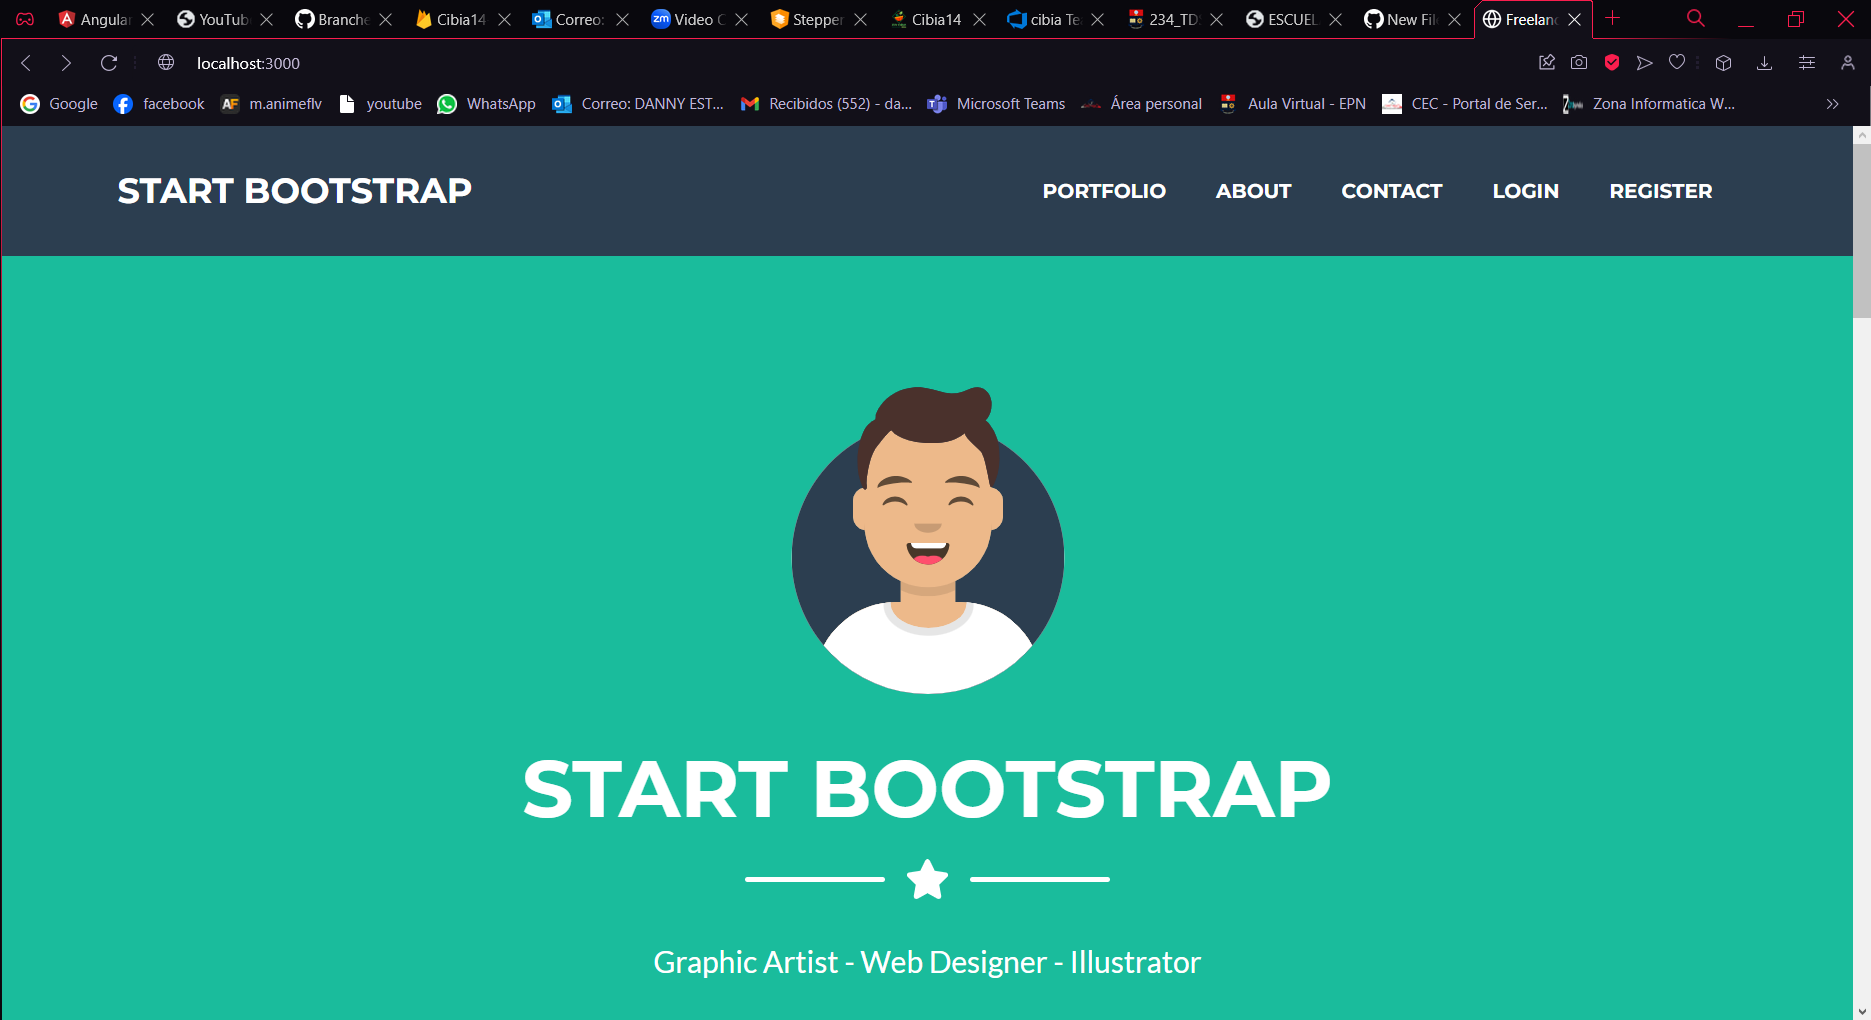 Angular YouTube Branche Cibia14 Correo: Video C Stepper Cibia14 cibia Te 234_TD ESCUEL New Fil Freelanc
localhost:3000
Google facebook m.animeflv youtube WhatsApp Correo: DANNY EST... Recibidos (552) - da... Microsoft Teams Área personal Aula Virtual - EPN CEC - Portal de Ser... Zona Informatica W...
START BOOTSTRAP PORTFOLIO ABOUT CONTACT LOGIN REGISTER
START BOOTSTRAP
Graphic Artist - Web Designer - Illustrator